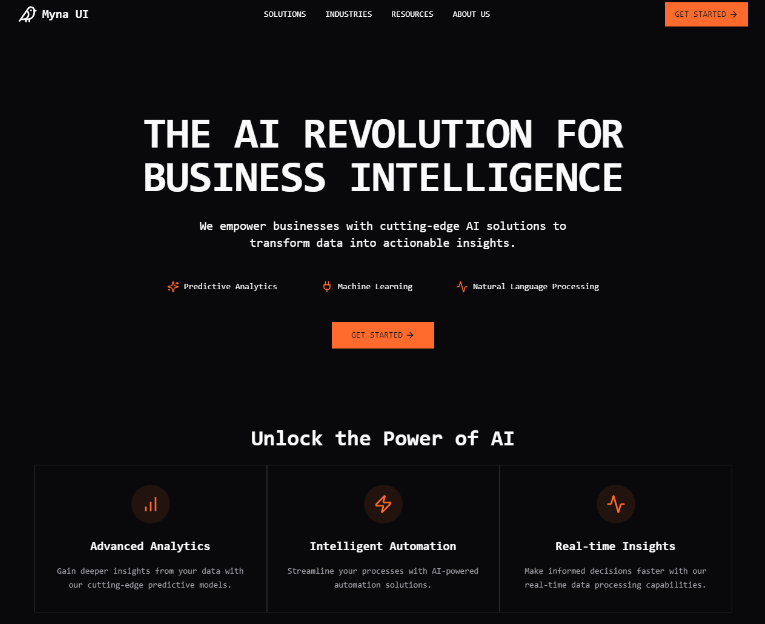 Myna UI
SOLUTIONS
INDUSTRIES
RESOURCES
ABOUT US
GET STARTED →
THE AI REVOLUTION FOR
BUSINESS INTELLIGENCE
We empower businesses with cutting-edge AI solutions to
transform data into actionable insights.
Predictive Analytics
Machine Learning
Natural Language Processing
GET STARTED →
Unlock the Power of AI
Advanced Analytics
Gain deeper insights from your data with
our cutting-edge predictive models.
Intelligent Automation
Streamline your processes with AI-powered
automation solutions.
Real-time Insights
Make informed decisions faster with our
real-time data processing capabilities.